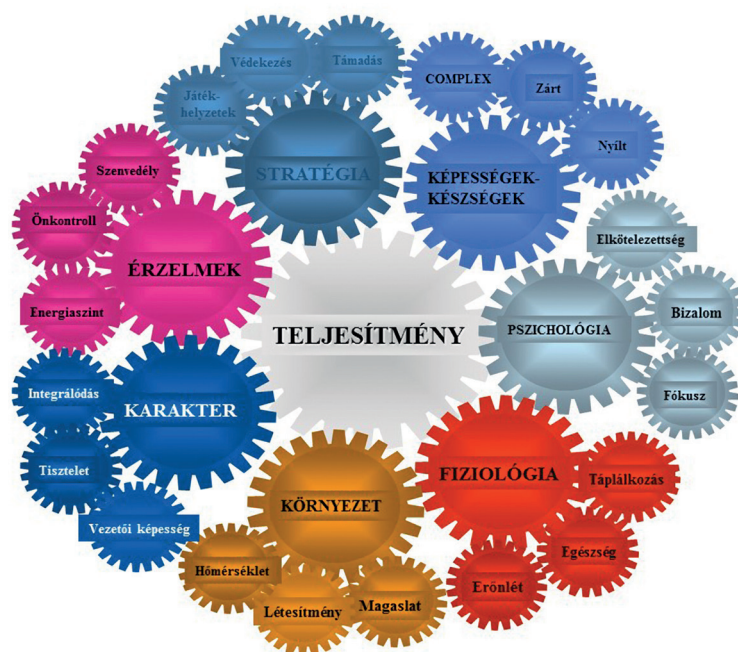 Védekezés
Támadás
Játék-
helyzetek
STRATÉGIA
COMPLEX
Zárt
Nyílt
KÉPESSÉGEK-
KÉSZSÉGEK
Szenvedély
Önkontroll
Energiaszint
ÉRZELMEK
Elkötelezettség
Bizalom
Fókusz
PSZICHOLÓGIA
TELJESÍTMÉNY
Integrálódás
Tisztelet
Vezetői képesség
KARAKTER
KÖRNYEZET
Hőmérséklet
Létesítmény
Magaslat
FIZIOLÓGIA
Táplálkozás
Egészség
Erőnlét